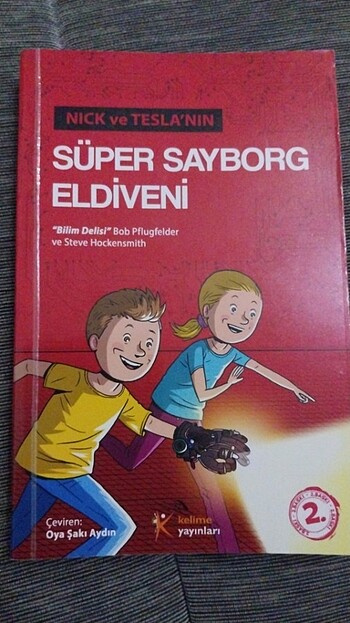 NICK ve TESLA'NIN
SÜPER SAYBORG
ELDİVENİ
"Bilim Delisi" Bob Pflugfelder
ve Steve Hockensmith
Çeviren:
Oya Şakı Aydın
kelime
yayınları
2.